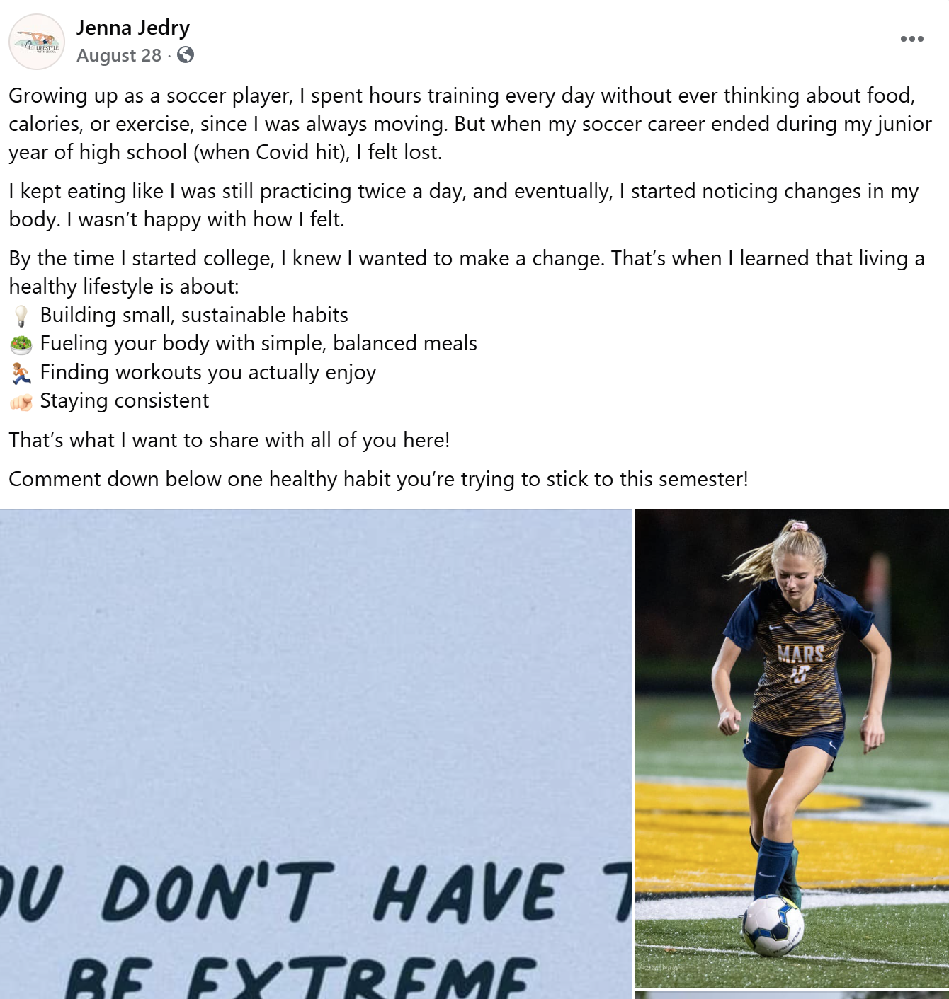 Jenna Jedry
August 28 ·
LIFESTYLE
WITH JENNA
Growing up as a soccer player, I spent hours training every day without ever thinking about food,
calories, or exercise, since I was always moving. But when my soccer career ended during my junior
year of high school (when Covid hit), I felt lost.
I kept eating like I was still practicing twice a day, and eventually, I started noticing changes in my
body. I wasn’t happy with how I felt.
By the time I started college, I knew I wanted to make a change. That’s when I learned that living a
healthy lifestyle is about:
💡 Building small, sustainable habits
🥗 Fueling your body with simple, balanced meals
🏃 Finding workouts you actually enjoy
🫵 Staying consistent
That’s what I want to share with all of you here!
Comment down below one healthy habit you’re trying to stick to this semester!
OU DON'T HAVE T
BE EXTREME
MARS
10